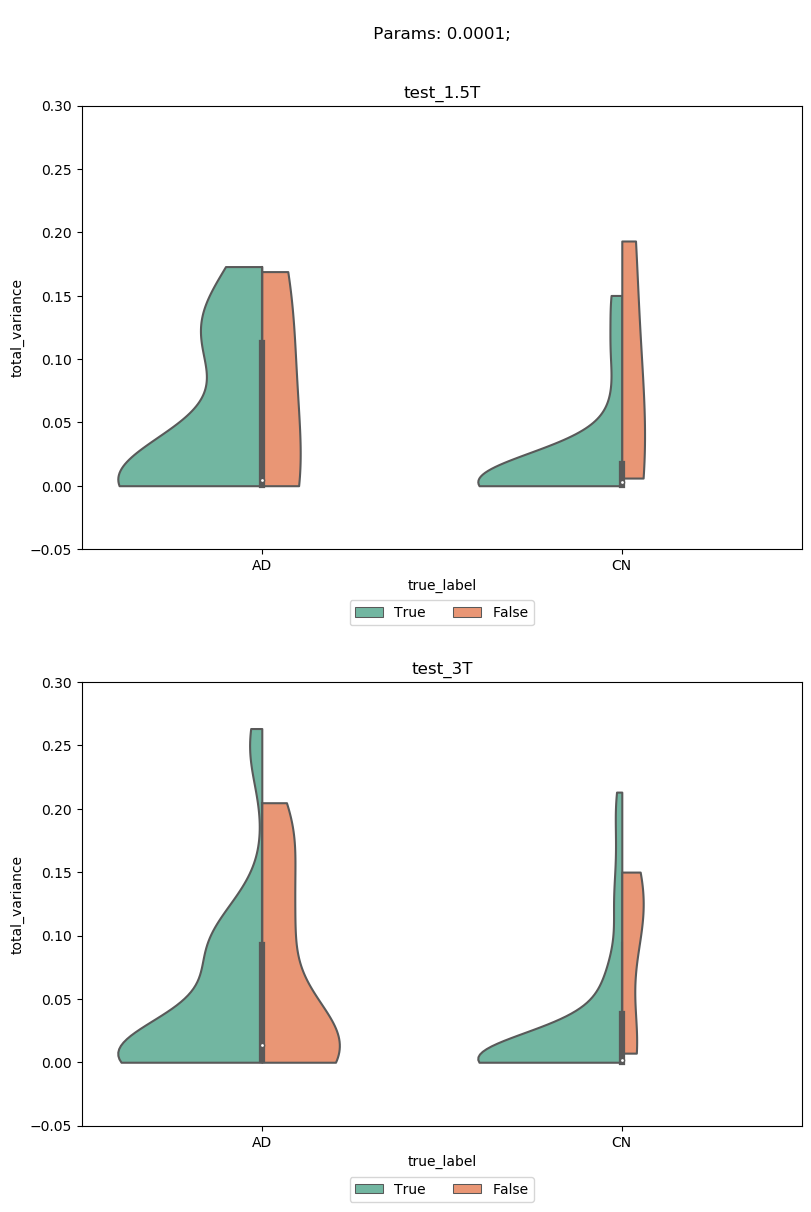 Params: 0.0001;
test_1.5T
0.30
0.25
0.20
0.15
0.10
0.05
0.00
−0.05
total_variance
AD CN
true_label
True False
test_3T
0.30
0.25
0.20
0.15
0.10
0.05
0.00
−0.05
total_variance
AD CN
true_label
True False